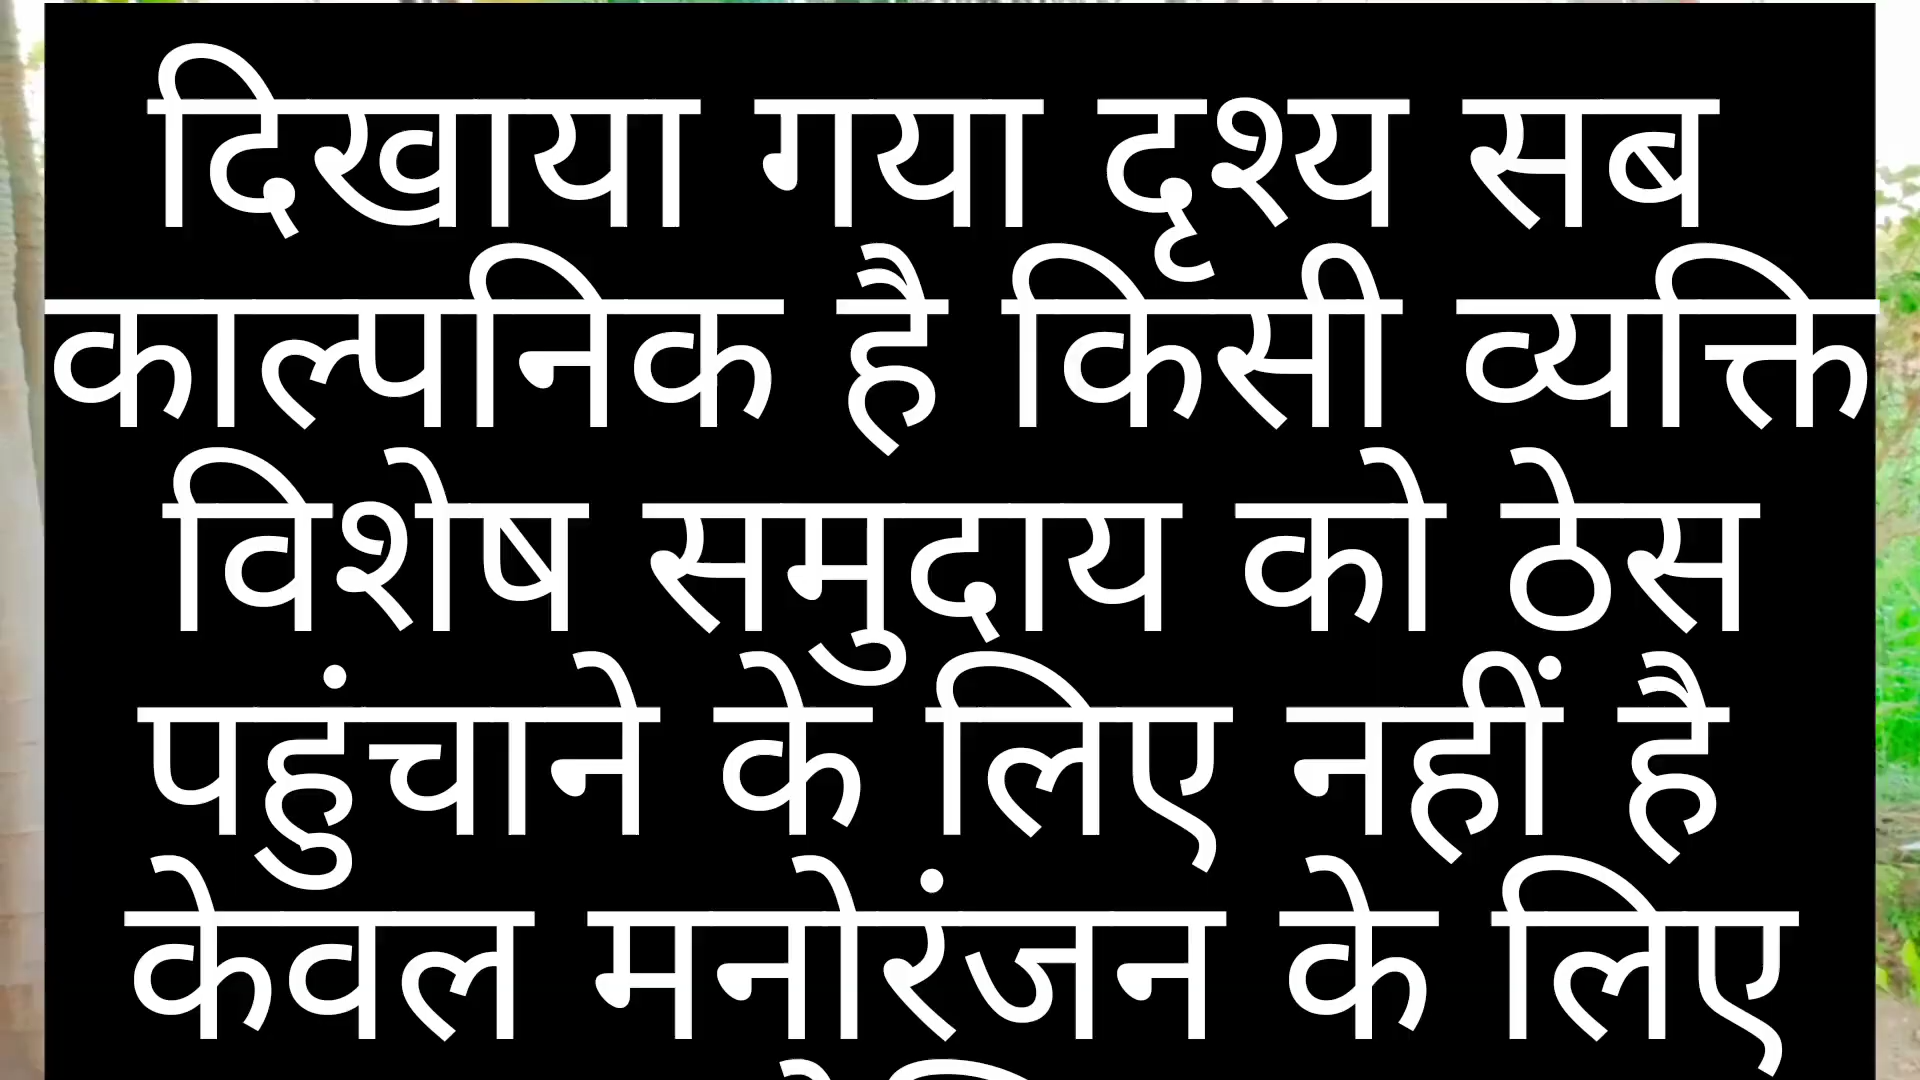 दिखाया गया दृश्य सब
काल्पनिक है किसी व्यक्ति
विशेष समुदाय को ठेस
पहुंचाने के लिए नहीं है
केवल मनोरंजन के लिए